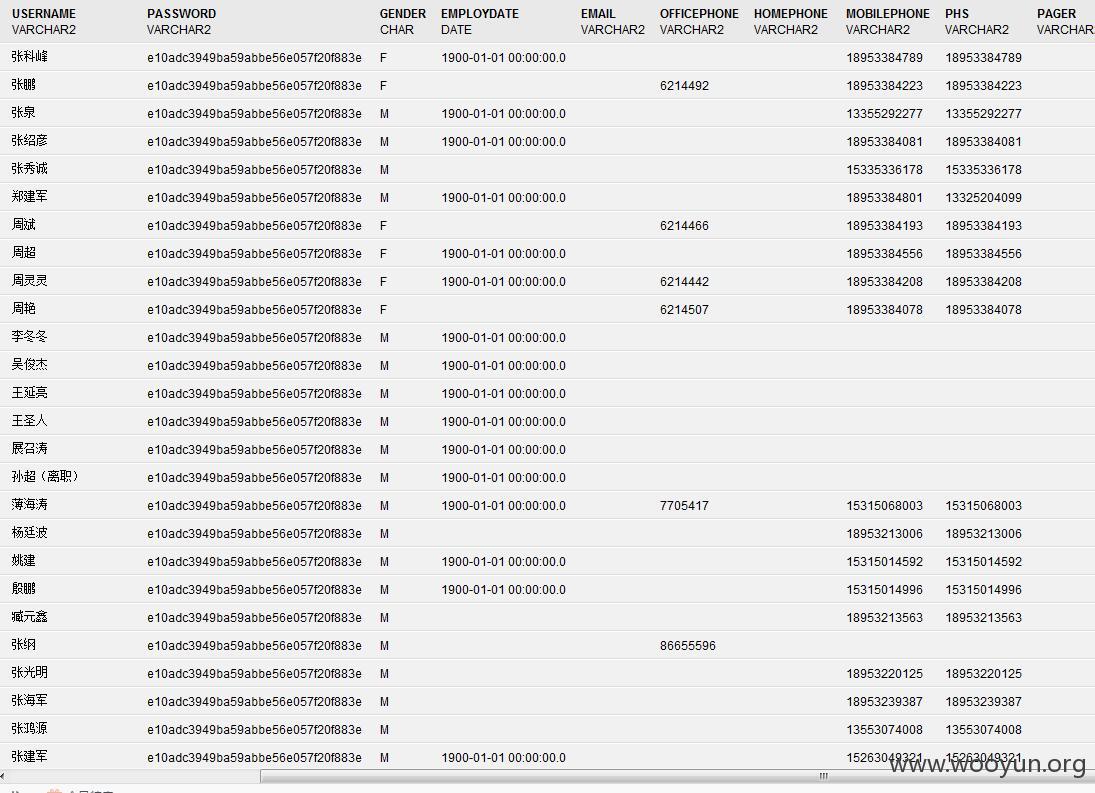 USERNAME PASSWORD GENDER EMPLOYDATE EMAIL OFFICEPHONE HOMEPHONE MOBILEPHONE PHS PAGER
VARCHAR2 VARCHAR2 CHAR DATE VARCHAR2 VARCHAR2 VARCHAR2 VARCHAR2 VARCHAR2 VARCHAR
张科峰 e10adc3949ba59abbe56e057f20f883e F 1900-01-01 00:00:00.0 18953384789 18953384789
张鹏 e10adc3949ba59abbe56e057f20f883e F 6214492 18953384223 18953384223
张泉 e10adc3949ba59abbe56e057f20f883e M 1900-01-01 00:00:00.0 13355292277 13355292277
张绍彦 e10adc3949ba59abbe56e057f20f883e M 1900-01-01 00:00:00.0 18953384081 18953384081
张秀诚 e10adc3949ba59abbe56e057f20f883e M 15335336178 15335336178
郑建军 e10adc3949ba59abbe56e057f20f883e M 1900-01-01 00:00:00.0 18953384801 13325204099
周斌 e10adc3949ba59abbe56e057f20f883e F 6214466 18953384193 18953384193
周超 e10adc3949ba59abbe56e057f20f883e F 1900-01-01 00:00:00.0 18953384556 18953384556
周灵灵 e10adc3949ba59abbe56e057f20f883e F 1900-01-01 00:00:00.0 6214442 18953384208 18953384208
周艳 e10adc3949ba59abbe56e057f20f883e F 6214507 18953384078 18953384078
李冬冬 e10adc3949ba59abbe56e057f20f883e M 1900-01-01 00:00:00.0
吴俊杰 e10adc3949ba59abbe56e057f20f883e M 1900-01-01 00:00:00.0
王延亮 e10adc3949ba59abbe56e057f20f883e M 1900-01-01 00:00:00.0
王圣人 e10adc3949ba59abbe56e057f20f883e M 1900-01-01 00:00:00.0
展召涛 e10adc3949ba59abbe56e057f20f883e M 1900-01-01 00:00:00.0
孙超（离职） e10adc3949ba59abbe56e057f20f883e M 1900-01-01 00:00:00.0
薄海涛 e10adc3949ba59abbe56e057f20f883e M 1900-01-01 00:00:00.0 7705417 15315068003 15315068003
杨廷波 e10adc3949ba59abbe56e057f20f883e M 18953213006 18953213006
姚建 e10adc3949ba59abbe56e057f20f883e M 1900-01-01 00:00:00.0 15315014592 15315014592
殷鹏 e10adc3949ba59abbe56e057f20f883e M 1900-01-01 00:00:00.0 15315014996 15315014996
臧元鑫 e10adc3949ba59abbe56e057f20f883e M 18953213563 18953213563
张纲 e10adc3949ba59abbe56e057f20f883e M 86655596
张光明 e10adc3949ba59abbe56e057f20f883e M 18953220125 18953220125
张海军 e10adc3949ba59abbe56e057f20f883e M 18953239387 18953239387
张鸿源 e10adc3949ba59abbe56e057f20f883e M 13553074008 13553074008
张建军 e10adc3949ba59abbe56e057f20f883e M 1900-01-01 00:00:00.0 15263049321 15263049321
www.wooyun.org